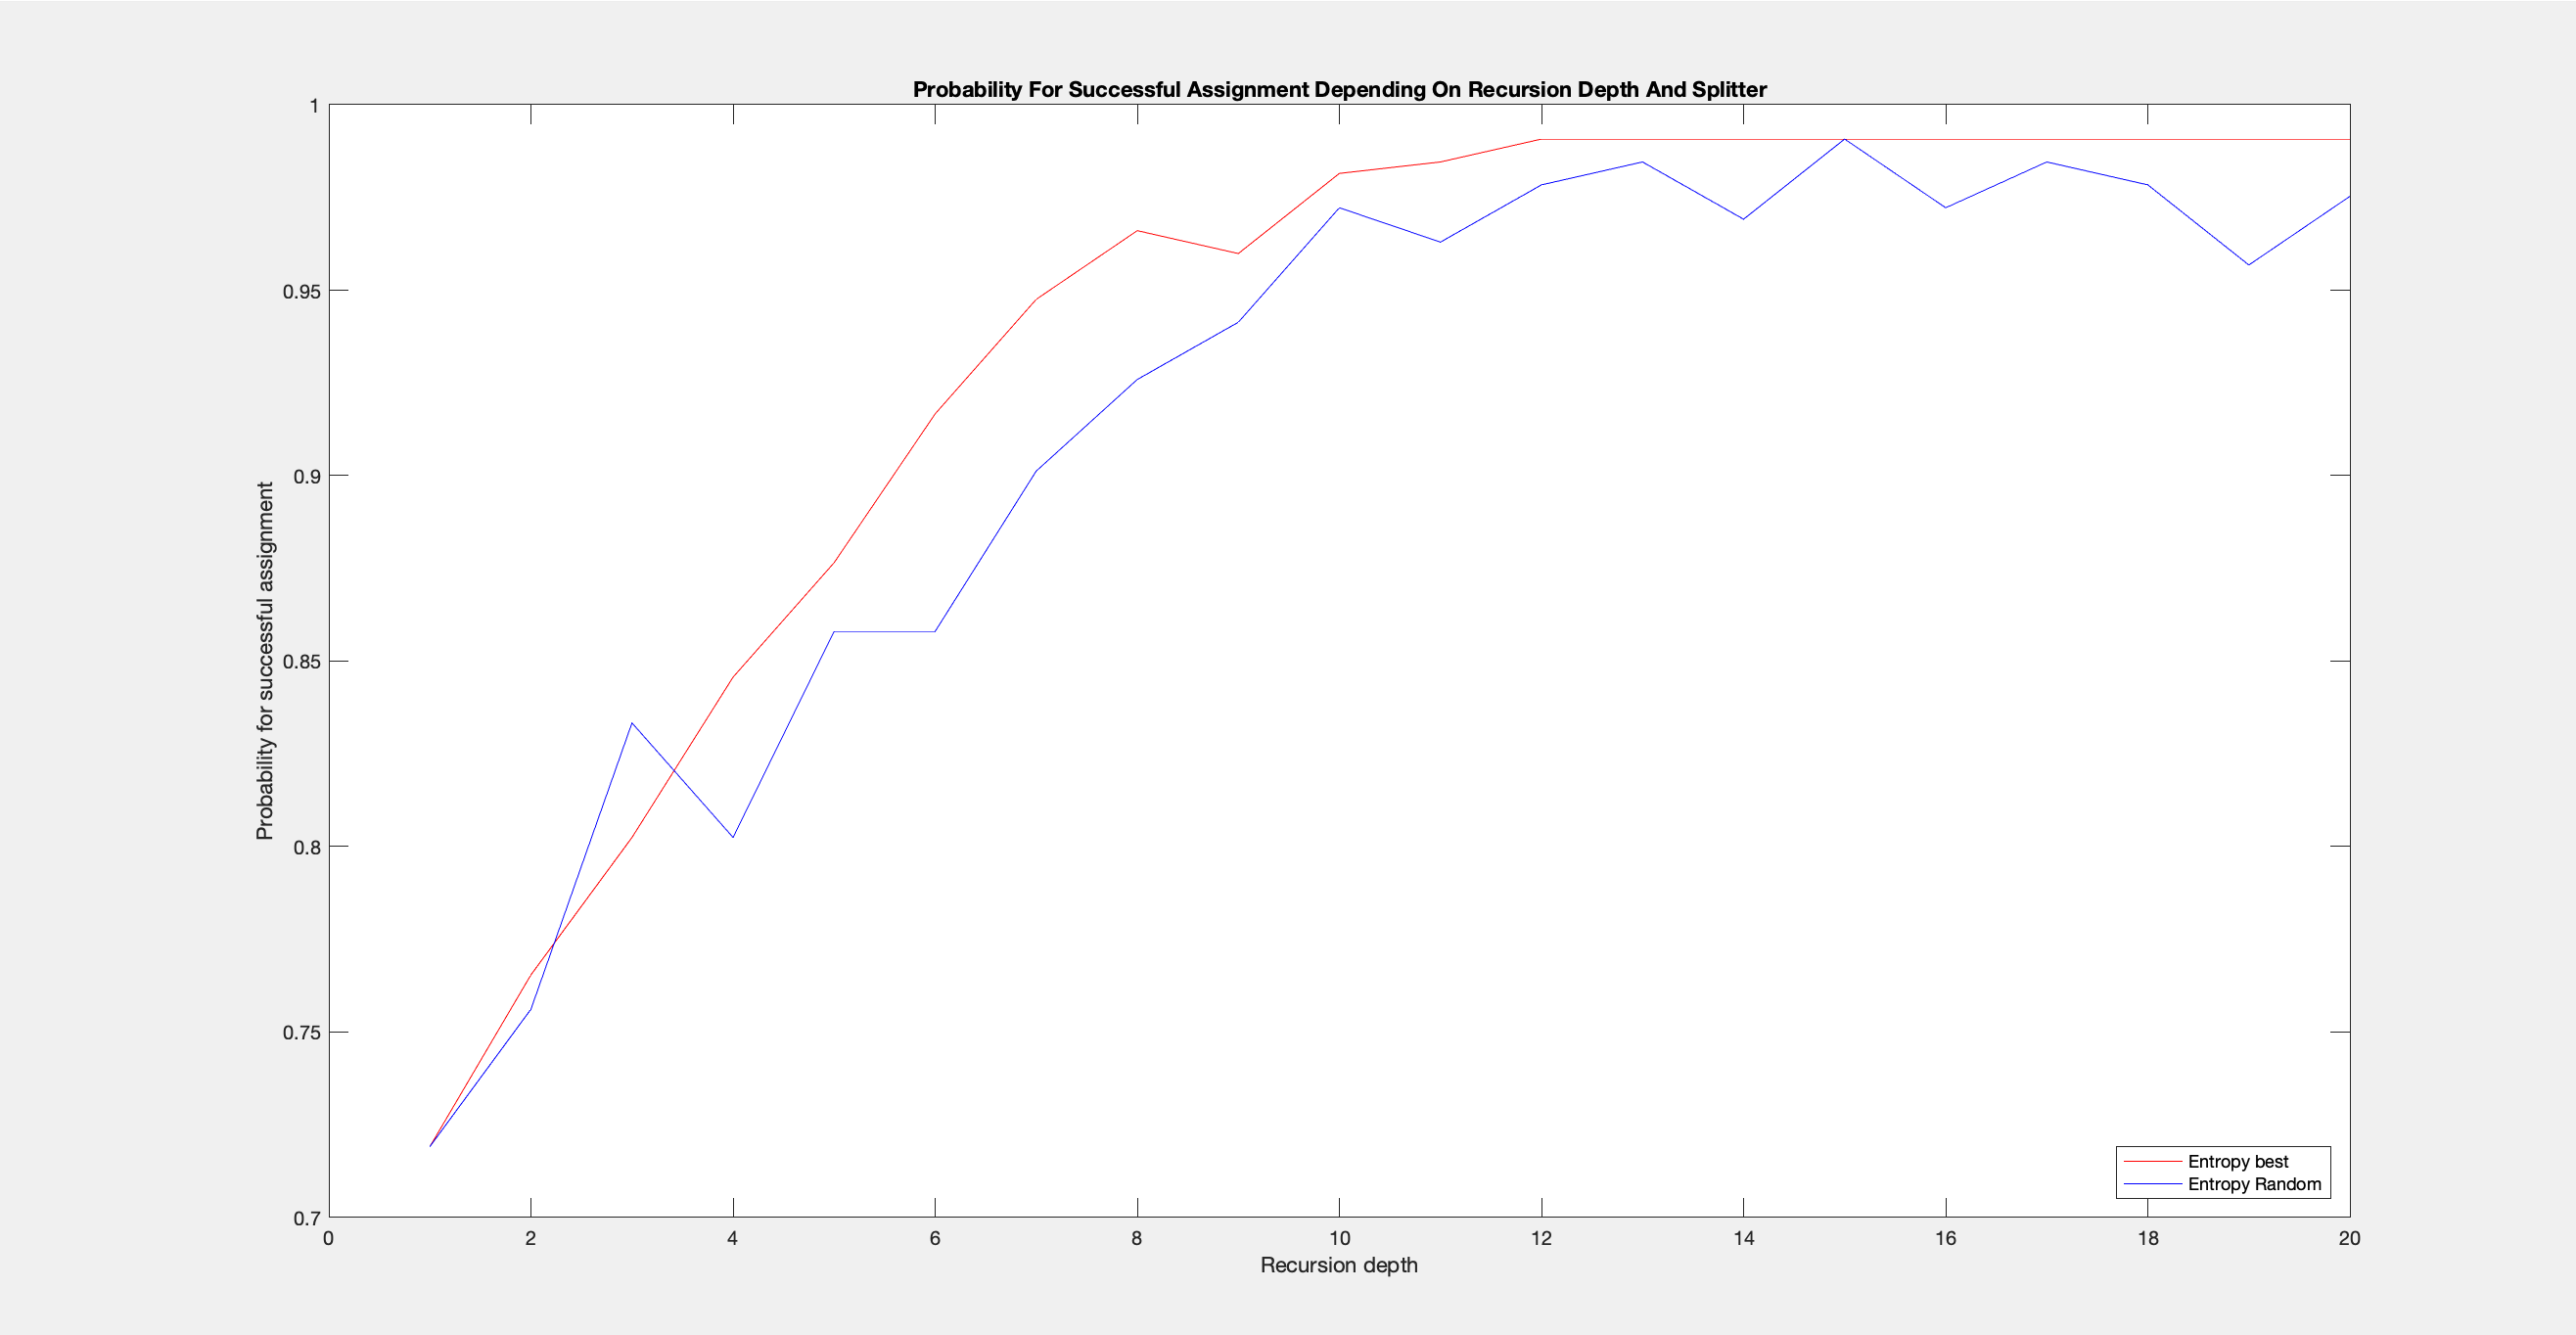 Probability For Successful Assignment Depending On Recursion Depth And Splitter
1
0.95
0.9
0.85
0.8
0.75
0.7
Probability for successful assignment
0 2 4 6 8 10 12 14 16 18 20
Recursion depth
Entropy best
Entropy Random